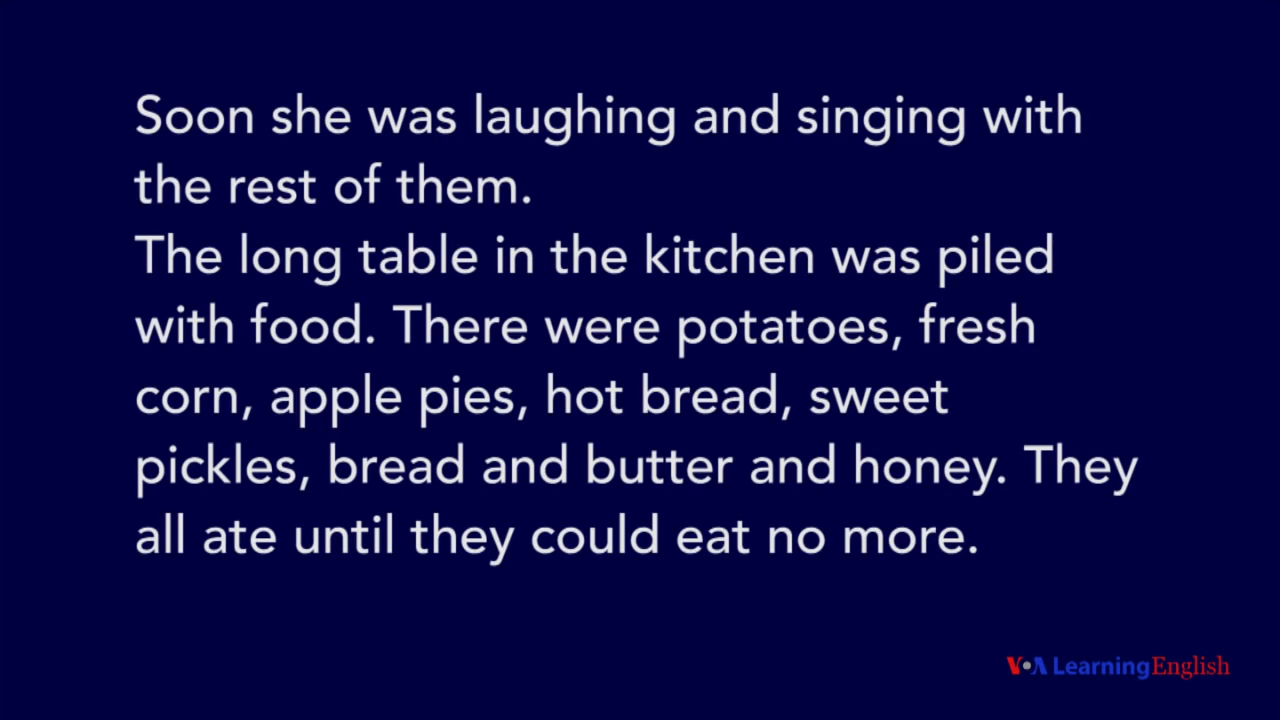 Soon she was laughing and singing with
the rest of them.
The long table in the kitchen was piled
with food. There were potatoes, fresh
corn, apple pies, hot bread, sweet
pickles, bread and butter and honey. They
all ate until they could eat no more.
VOA Learning English